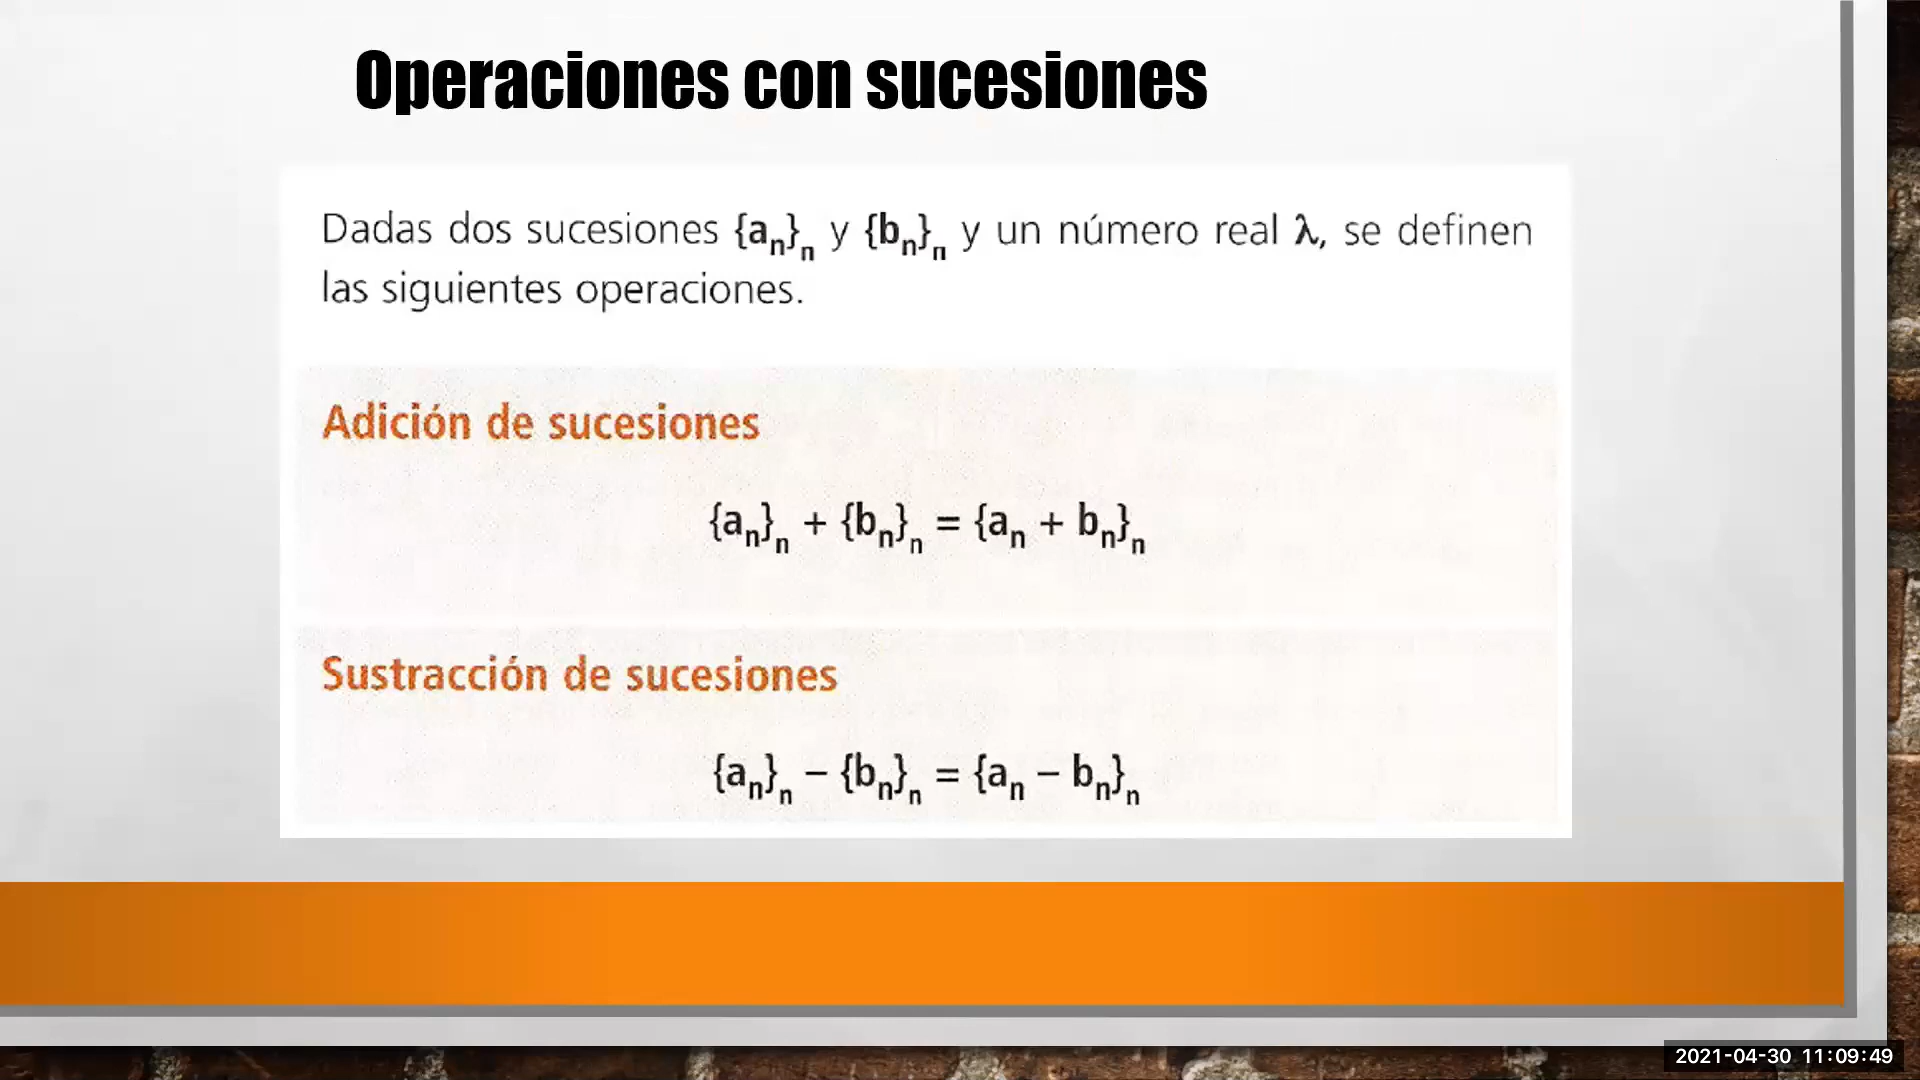 Operaciones con sucesiones
Dadas dos sucesiones {aₙ}ₙ y {bₙ}ₙ y un número real λ, se definen
las siguientes operaciones.
Adición de sucesiones
{aₙ}ₙ + {bₙ}ₙ = {aₙ + bₙ}ₙ
Sustracción de sucesiones
{aₙ}ₙ − {bₙ}ₙ = {aₙ − bₙ}ₙ
2021-04-30 11:09:49